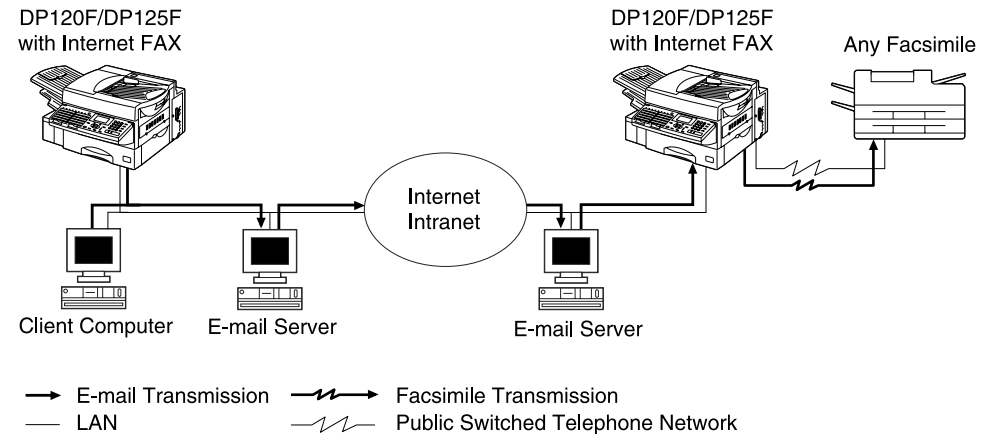 DP120F/DP125F
with Internet FAX
DP120F/DP125F
with Internet FAX
Any Facsimile
Internet
Intranet
Client Computer
E-mail Server
E-mail Server
E-mail Transmission
Facsimile Transmission
LAN
Public Switched Telephone Network